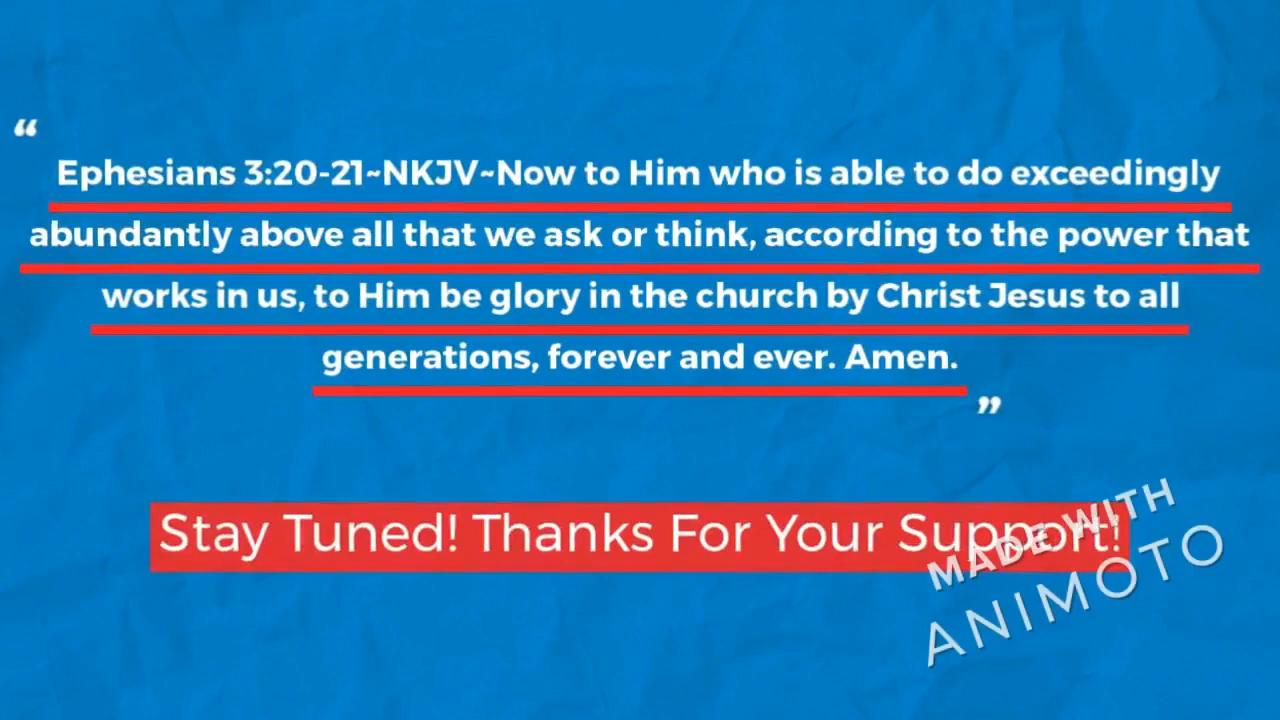 “
Ephesians 3:20-21~NKJV~Now to Him who is able to do exceedingly
abundantly above all that we ask or think, according to the power that
works in us, to Him be glory in the church by Christ Jesus to all
generations, forever and ever. Amen.
”
Stay Tuned! Thanks For Your Support!
MADE WITH
ANIMOTO